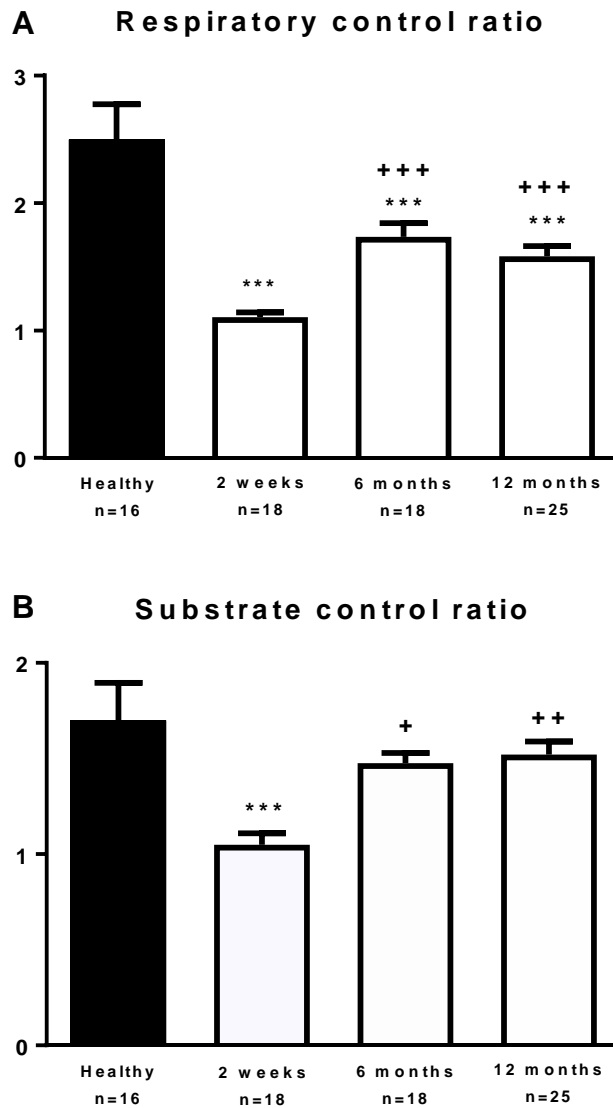 A Respiratory control ratio
3
+++
+++
***
***
2
***
1
0
Healthy 2 weeks 6 months 12 months
n=16 n=18 n=18 n=25
B Substrate control ratio
2
++
+
***
1
0
Healthy 2 weeks 6 months 12 months
n=16 n=18 n=18 n=25